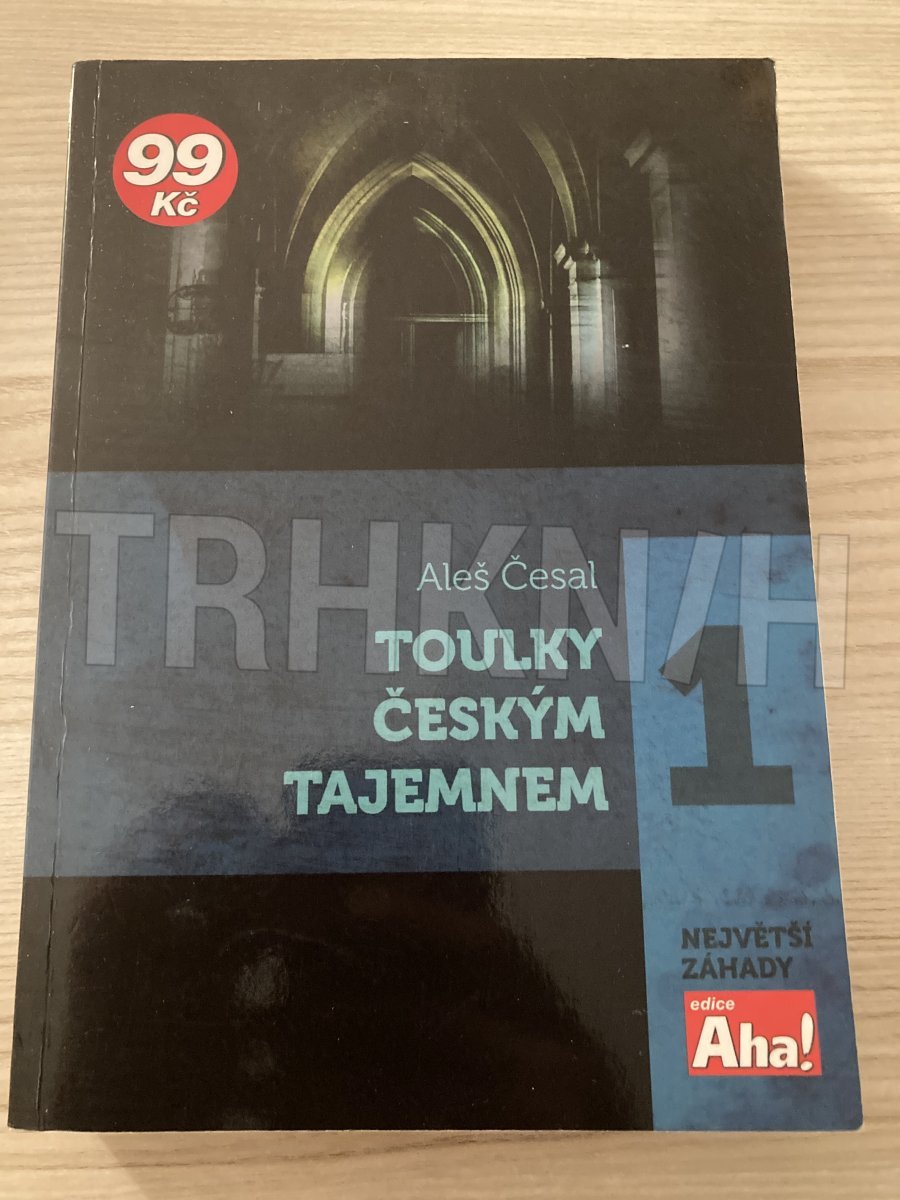 99
Kč
TRHKNIH
Aleš Česal
TOULKY
ČESKÝM
TAJEMNEM
1
NEJVĚTŠÍ
ZÁHADY
edice
Aha!